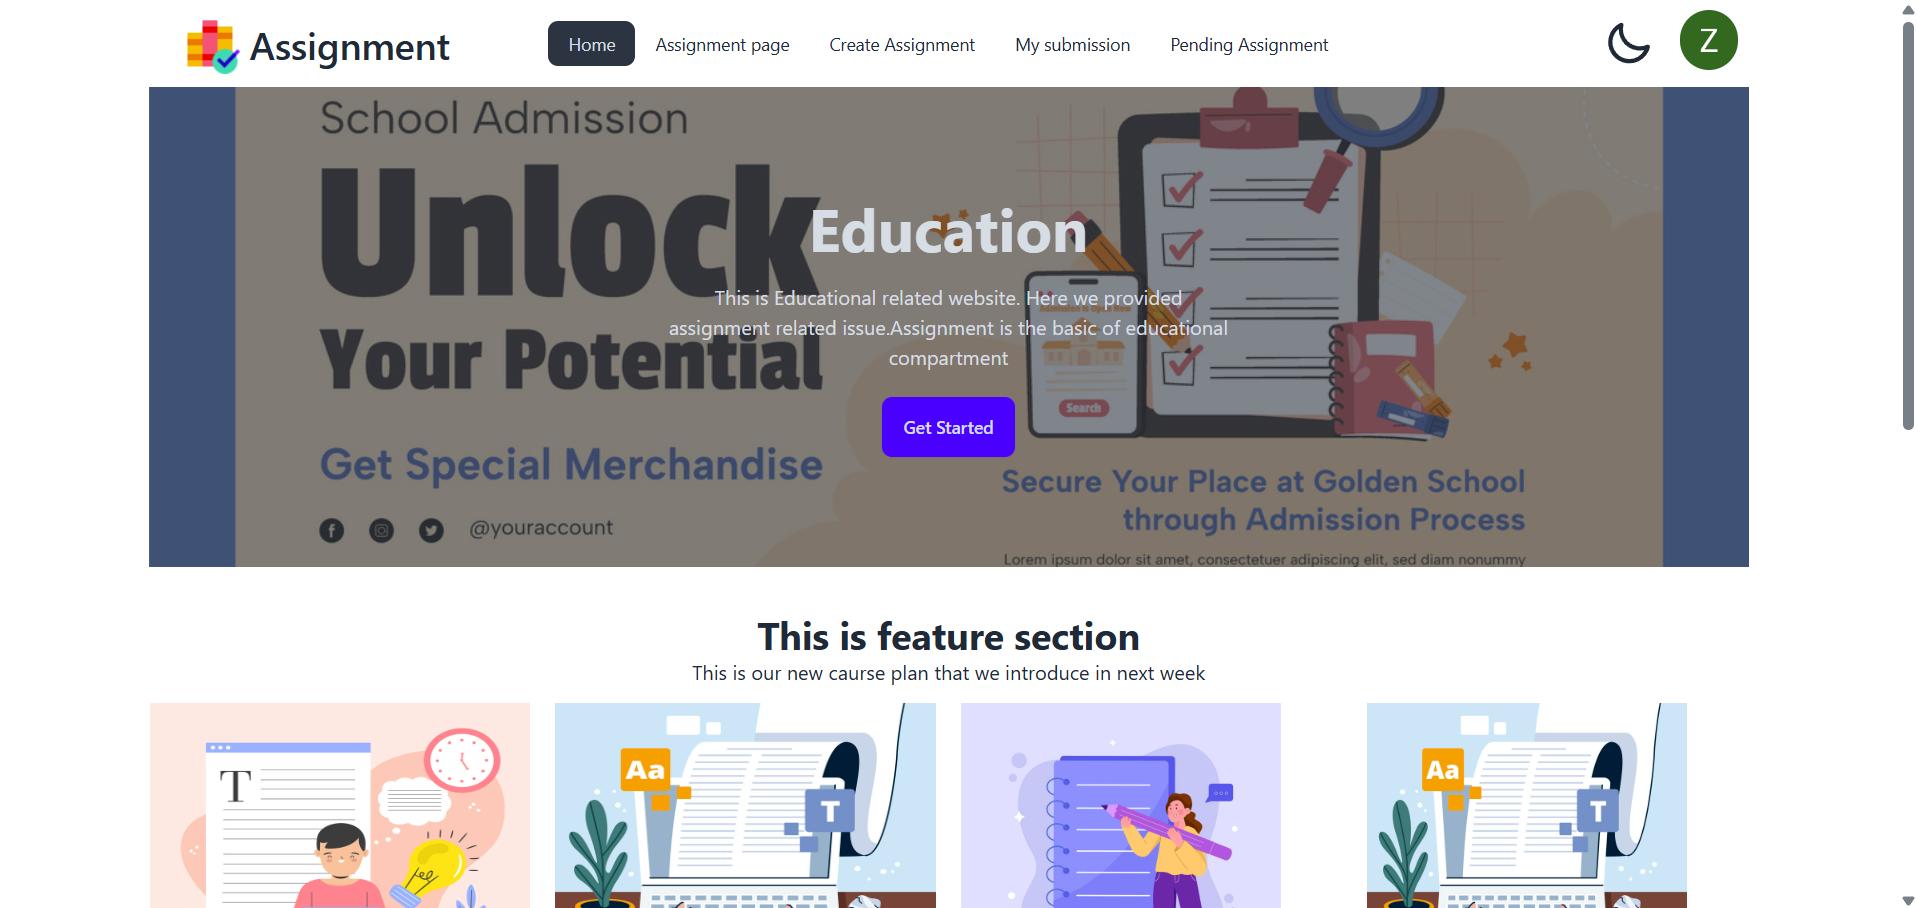 Assignment
Home
Assignment page
Create Assignment
My submission
Pending Assignment
Z
School Admission
Unlock
Your Potential
Get Special Merchandise
@youraccount
Education
This is Educational related website. Here we provided
assignment related issue.Assignment is the basic of educational
compartment
Get Started
Search
Secure Your Place at Golden School
through Admission Process
Lorem ipsum dolor sit amet, consectetuer adipiscing elit, sed diam nonummy
This is feature section
This is our new caurse plan that we introduce in next week
T
Aa
T
Aa
T